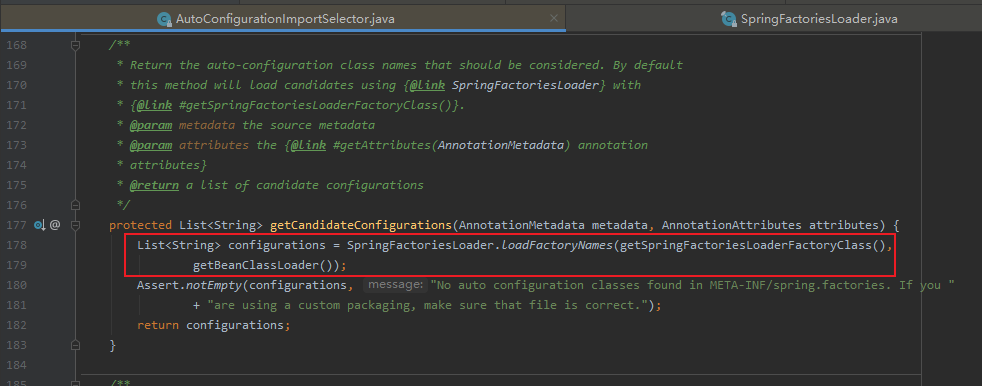 AutoConfigurationImportSelector.java × SpringFactoriesLoader.java
168 /**
169 * Return the auto-configuration class names that should be considered. By default
170 * this method will load candidates using {@link SpringFactoriesLoader} with
171 * {@link #getSpringFactoriesLoaderFactoryClass()}.
172 * @param metadata the source metadata
173 * @param attributes the {@link #getAttributes(AnnotationMetadata) annotation
174 * attributes}
175 * @return a list of candidate configurations
176 */
177 @ protected List<String> getCandidateConfigurations(AnnotationMetadata metadata, AnnotationAttributes attributes) {
178 List<String> configurations = SpringFactoriesLoader.loadFactoryNames(getSpringFactoriesLoaderFactoryClass(),
179 getBeanClassLoader());
180 Assert.notEmpty(configurations, message: "No auto configuration classes found in META-INF/spring.factories. If you "
181 + "are using a custom packaging, make sure that file is correct.");
182 return configurations;
183 }
184
185 /**